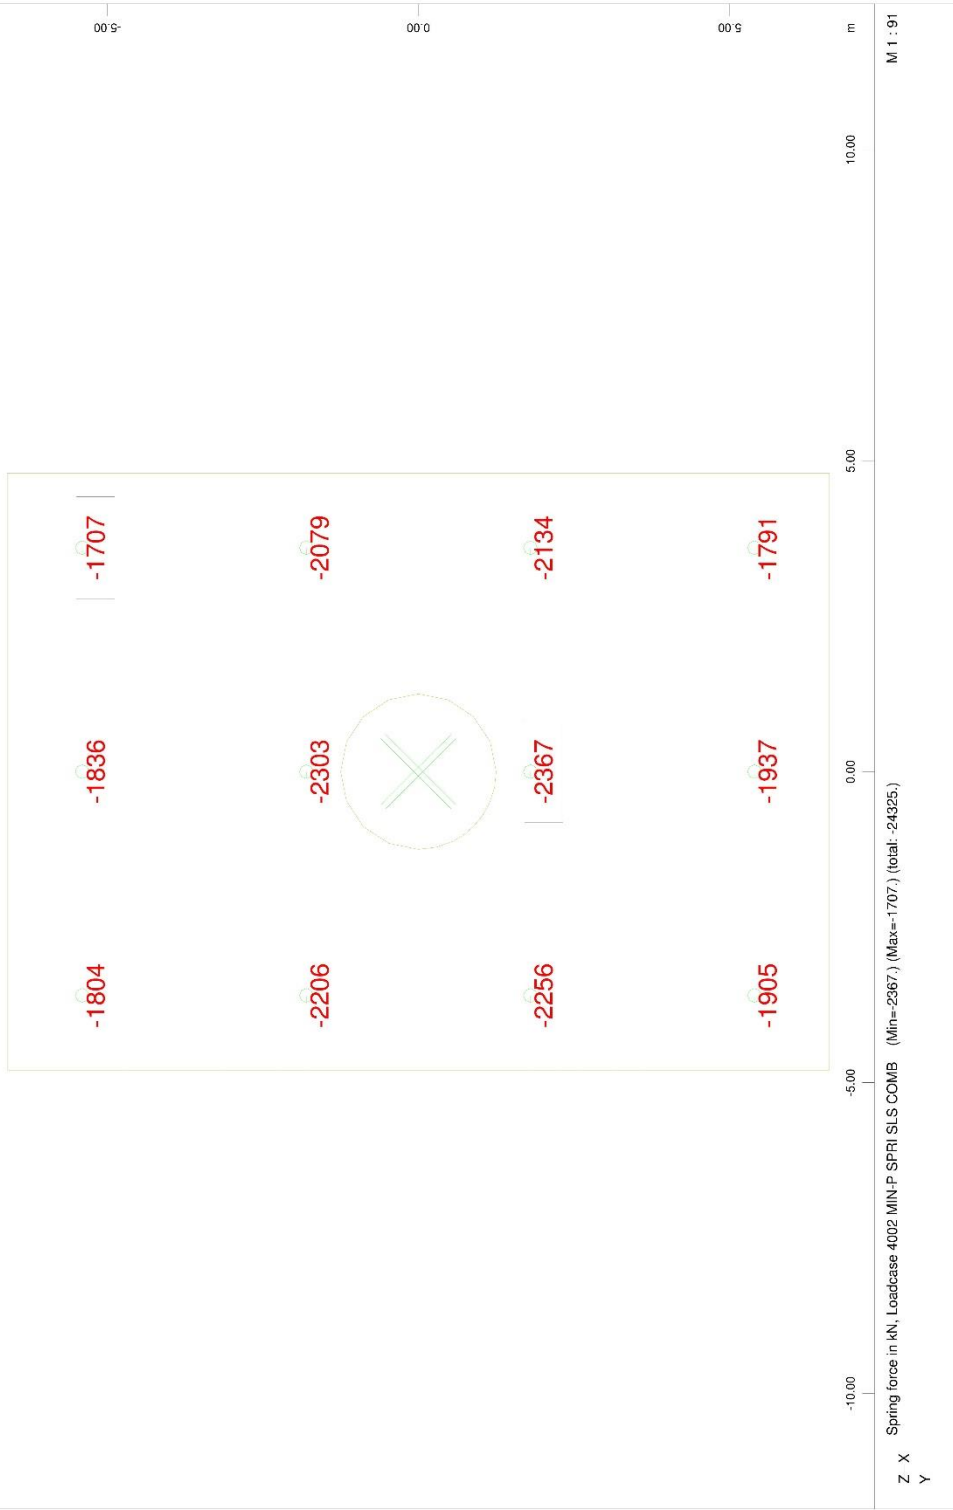 -5.00
-1804 -1836 -1707
-2206 -2303 -2079
0.00
-2256 -2367 -2134
5.00
-1905 -1937 -1791
-10.00 -5.00 0.00 5.00 10.00 m
Spring force in kN, Loadcase 4002 MIN-P SPRI SLS COMB (Min=-2367.) (Max=-1707.) (total: -24325.) M 1 : 91
Z X
Y